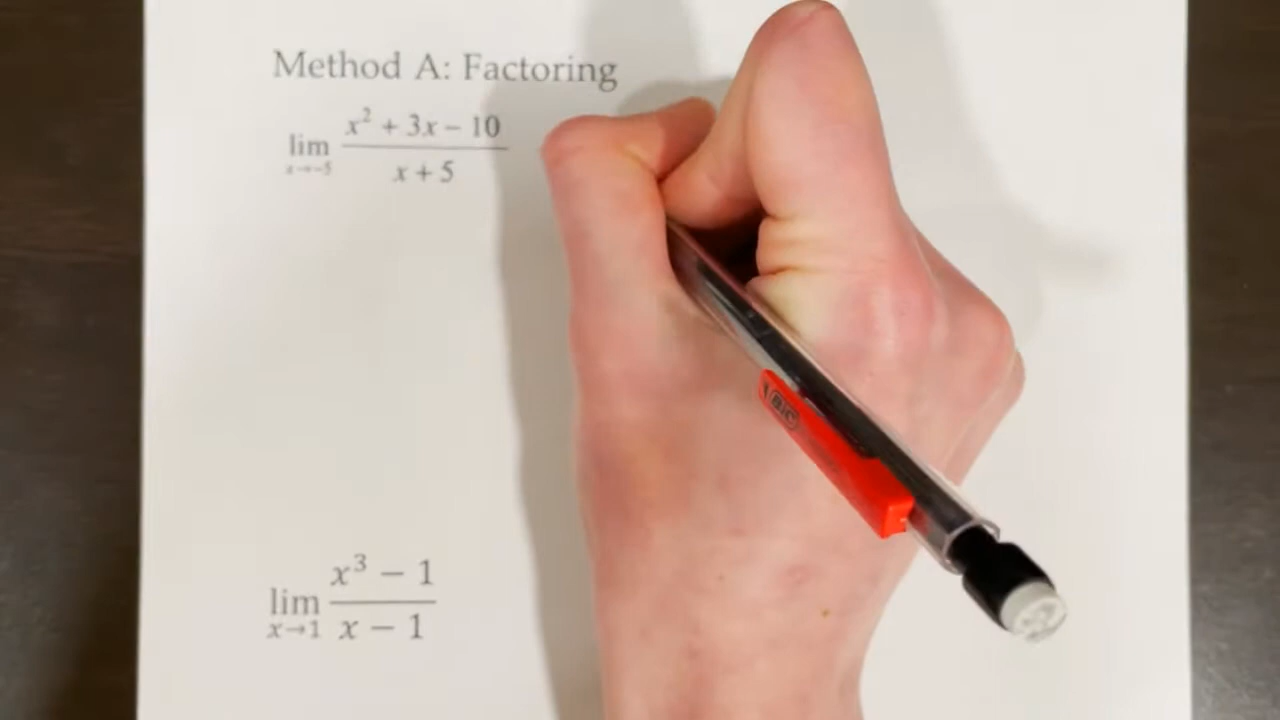 Method A: Factoring
lim x→−5 (x² + 3x − 10)/(x + 5)
BIC
lim x→1 (x³ − 1)/(x − 1)